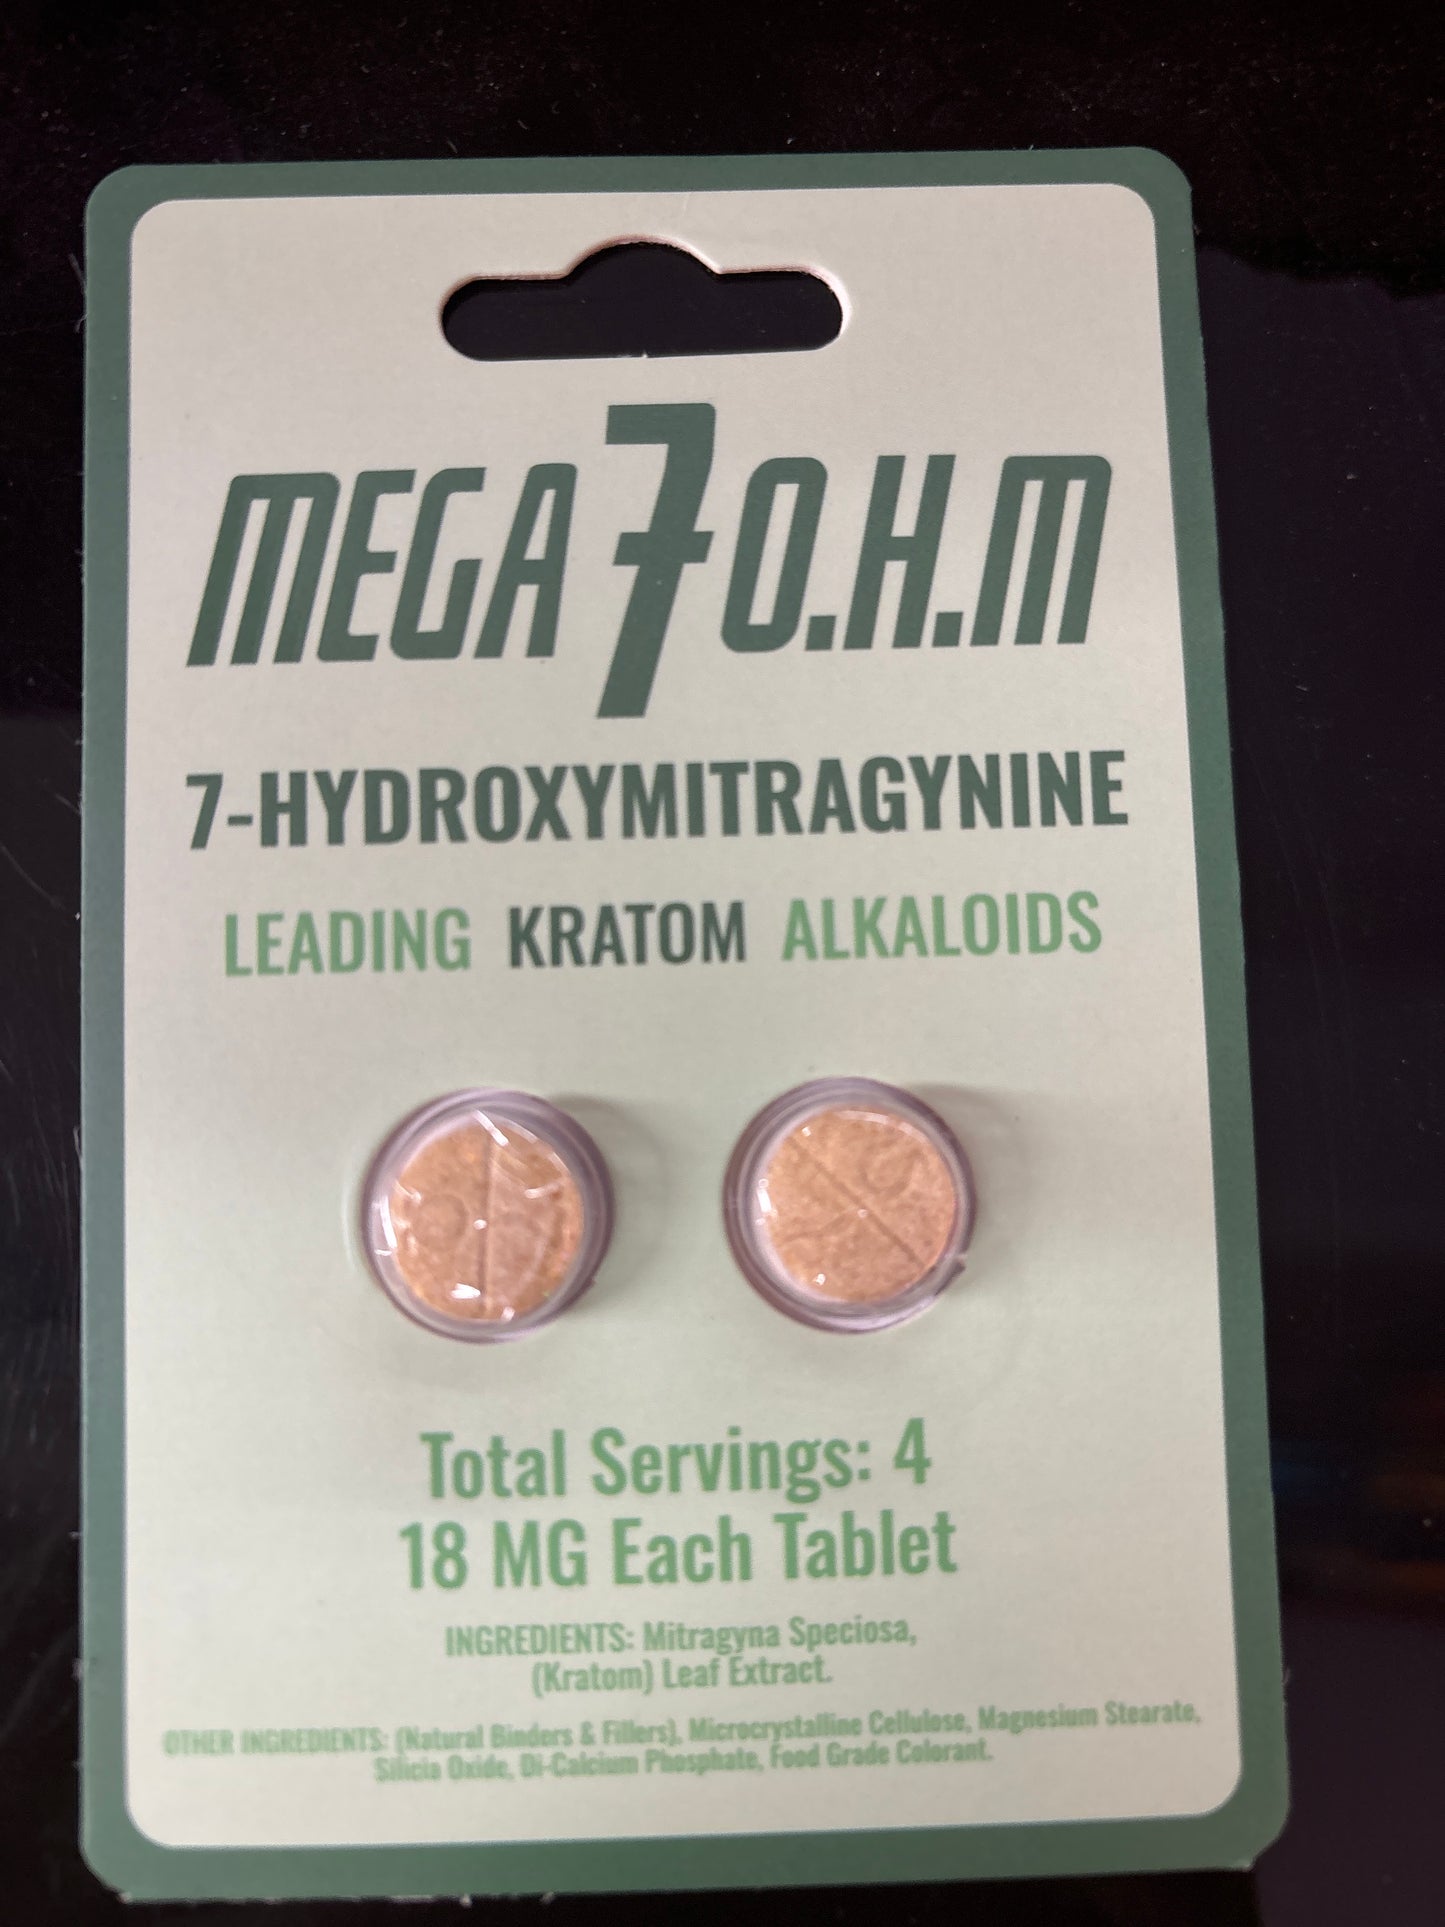 MEGA 7 O.H.M
7-HYDROXYMITRAGYNINE
LEADING KRATOM ALKALOIDS
Total Servings: 4
18 MG Each Tablet
INGREDIENTS: Mitragyna Speciosa,
(Kratom) Leaf Extract.
OTHER INGREDIENTS: (Natural Binders & Fillers), Microcrystalline Cellulose, Magnesium Stearate,
Silicia Oxide, Di-Calcium Phosphate, Food Grade Colorant.